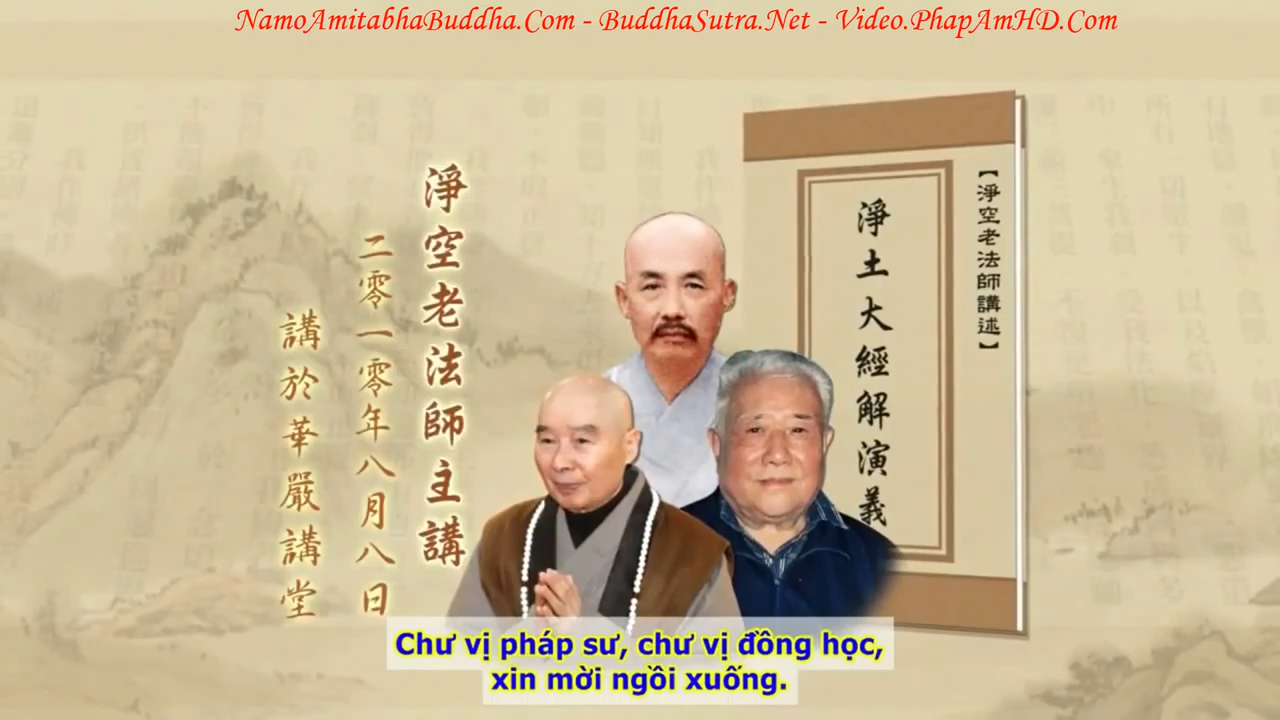 NamoAmitabhaBuddha.Com - BuddhaSutra.Net - Video.PhapAmHD.Com
【淨空老法師講述】
淨土大經解演義
淨空老法師主講
二零一零年八月八日
講於華嚴講堂
Chư vị pháp sư, chư vị đồng học,
xin mời ngồi xuống.